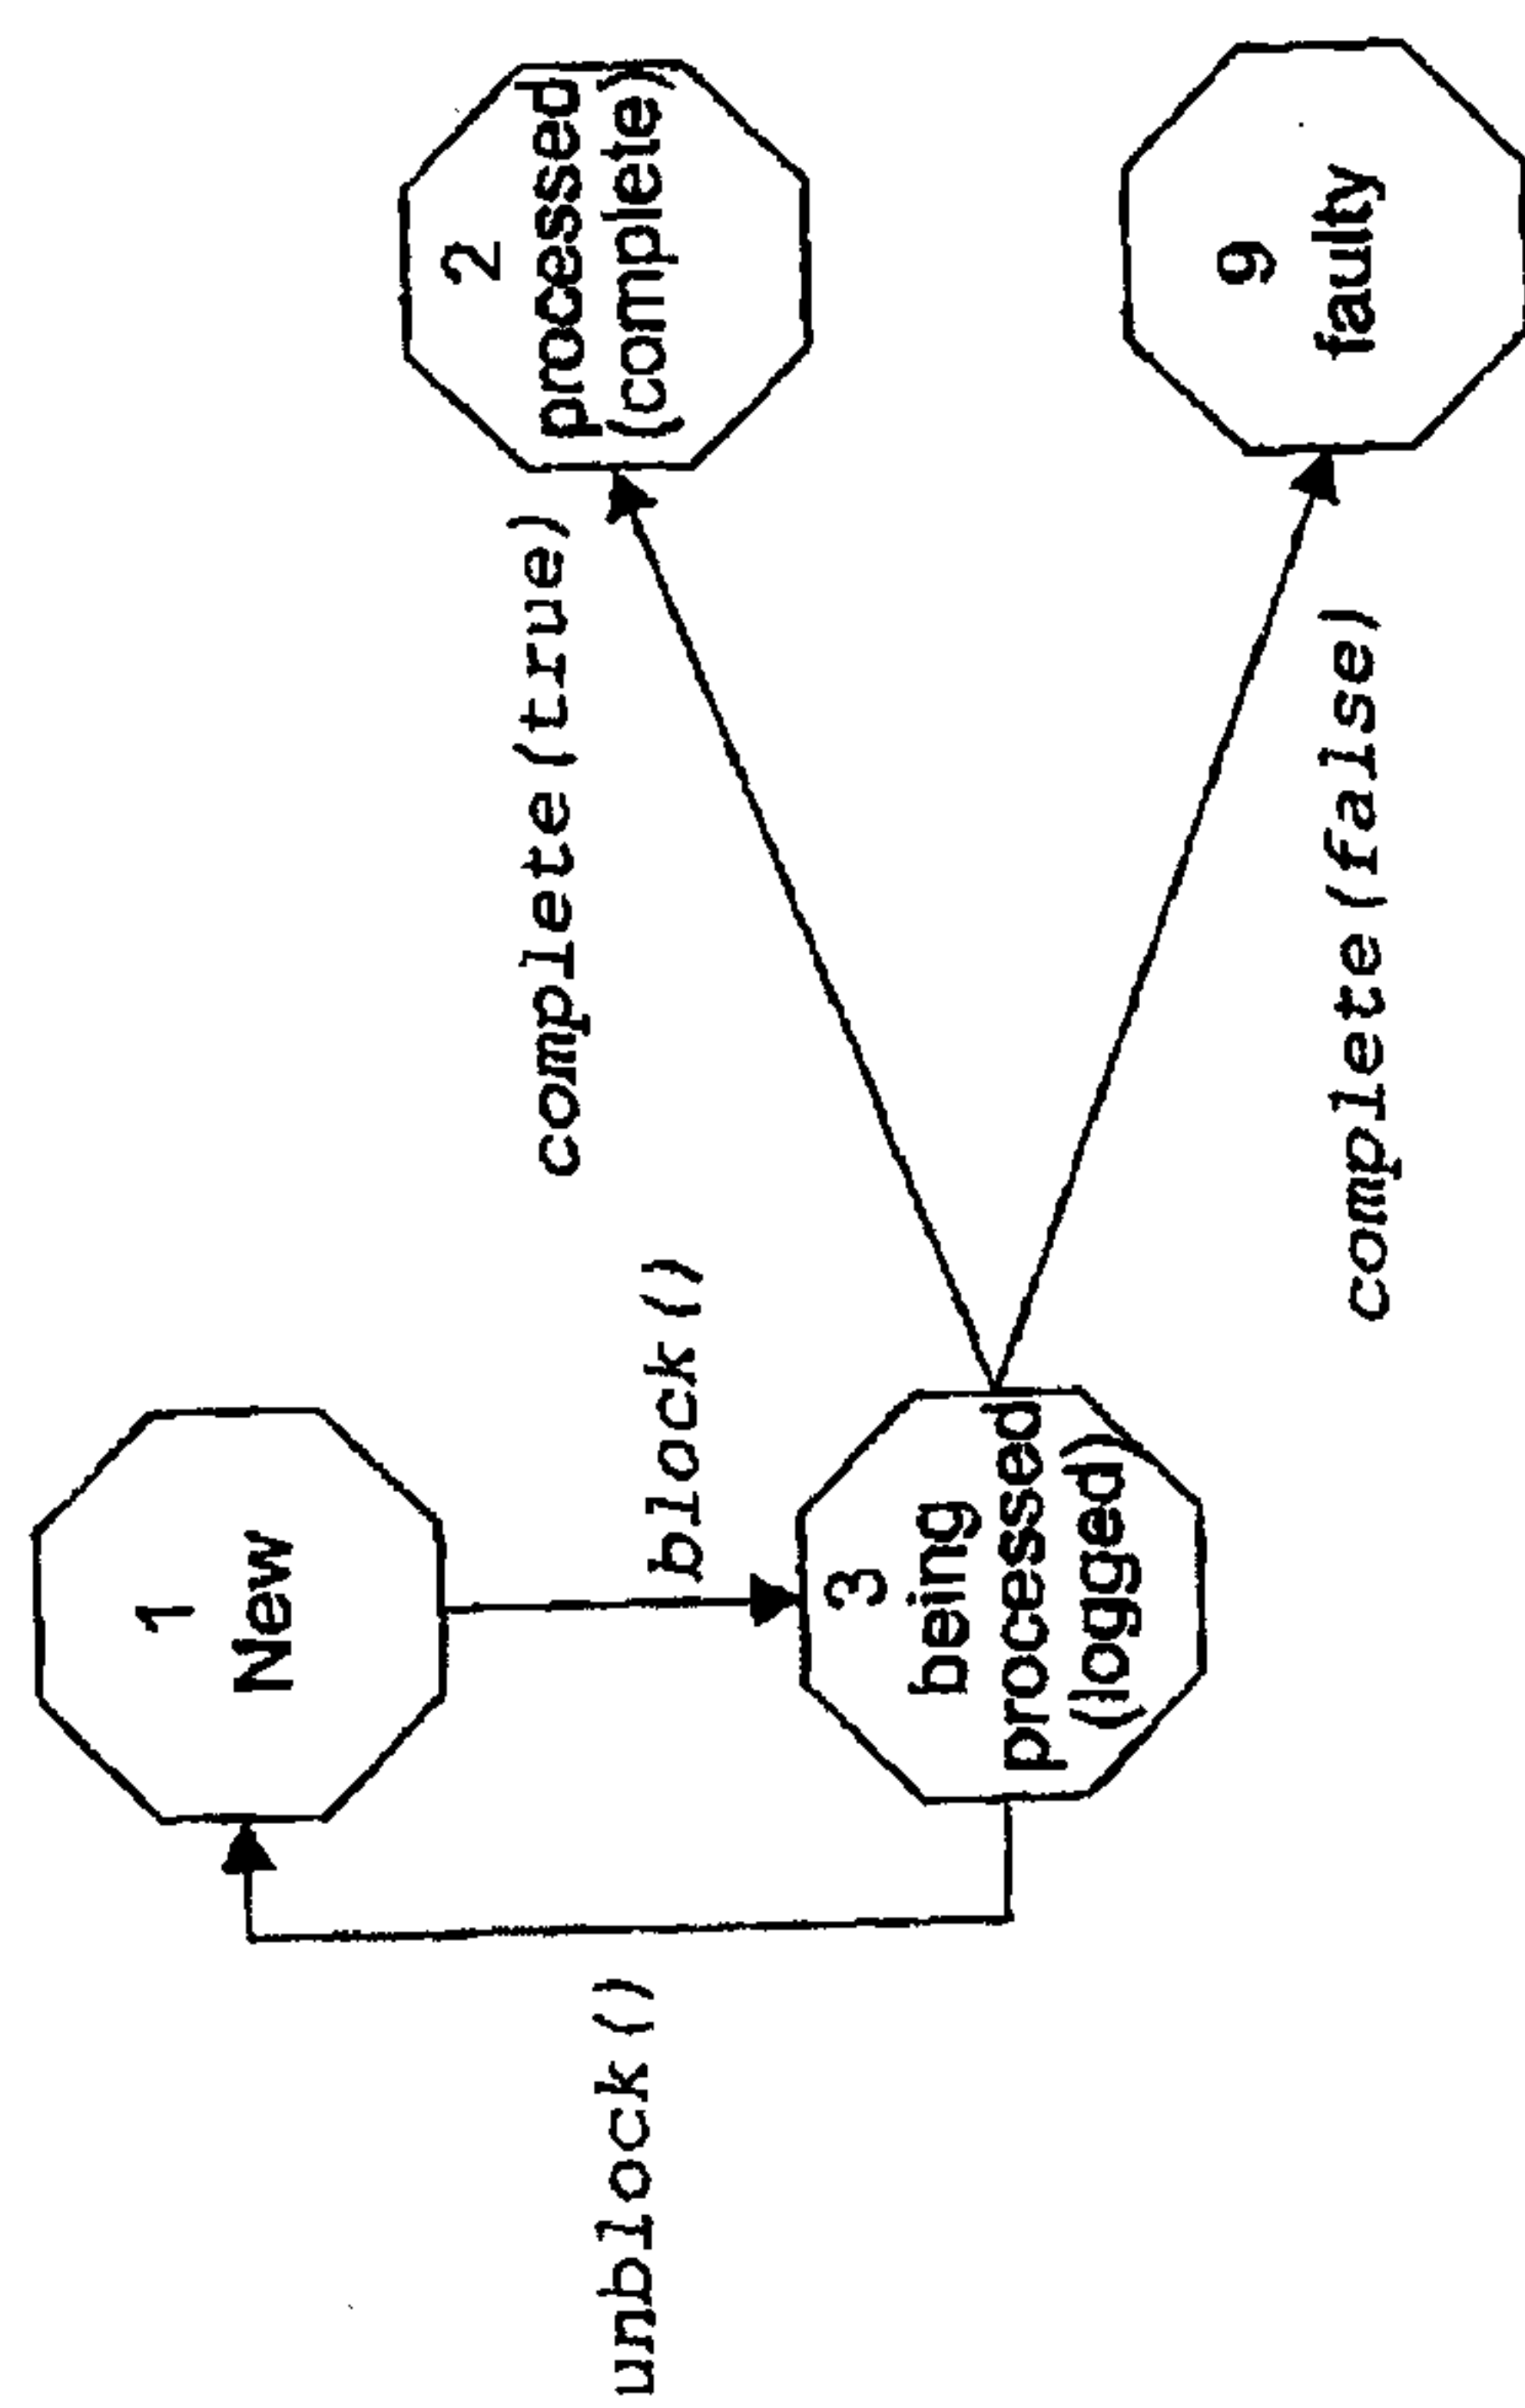 1
New
2
processed
(complete)
complete(true)
block()
unblock()
3
being
processed
(logged)
9
faulty
complete(false)